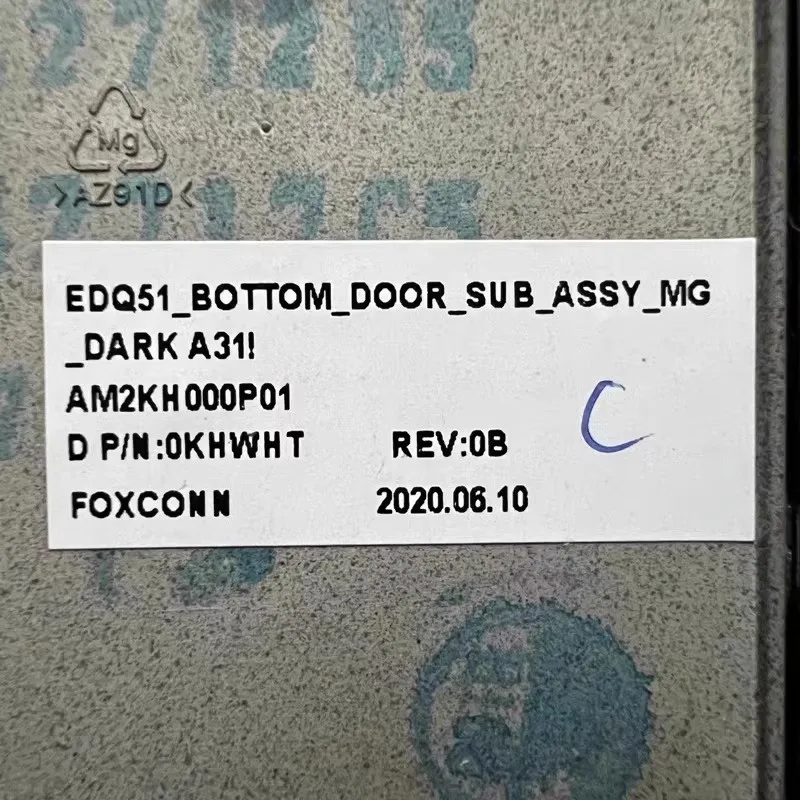 Mg
>AZ91D<
EDQ51_BOTTOM_DOOR_SUB_ASSY_MG
_DARK A31!
AM2KH000P01
D P/N:0KHWHT REV:0B
C
FOXCONN 2020.06.10